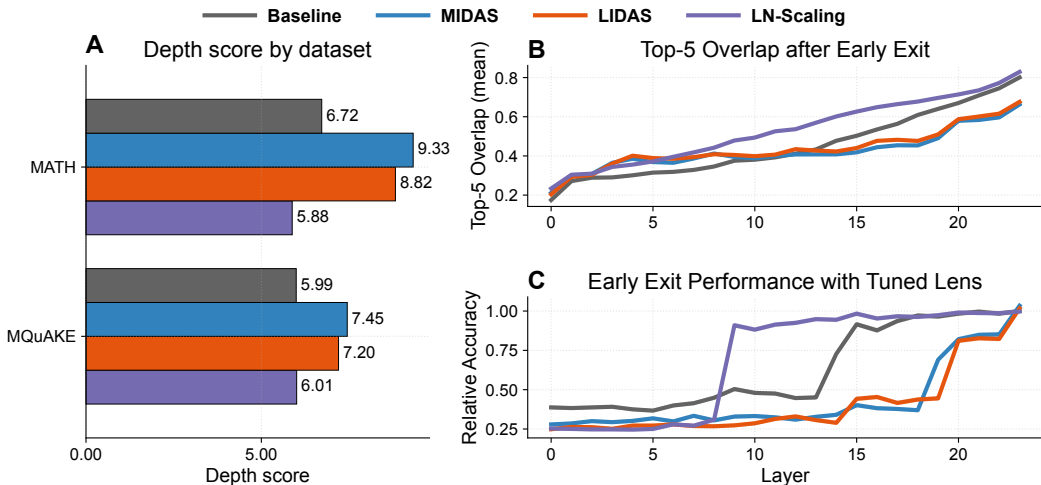 Baseline MIDAS LIDAS LN-Scaling
A Depth score by dataset
MATH
MQuAKE
6.72
9.33
8.82
5.88
5.99
7.45
7.20
6.01
0.00 5.00
Depth score
B Top-5 Overlap after Early Exit
Top-5 Overlap (mean)
0.8
0.6
0.4
0.2
0 5 10 15 20
C Early Exit Performance with Tuned Lens
Relative Accuracy
1.00
0.75
0.50
0.25
0 5 10 15 20
Layer